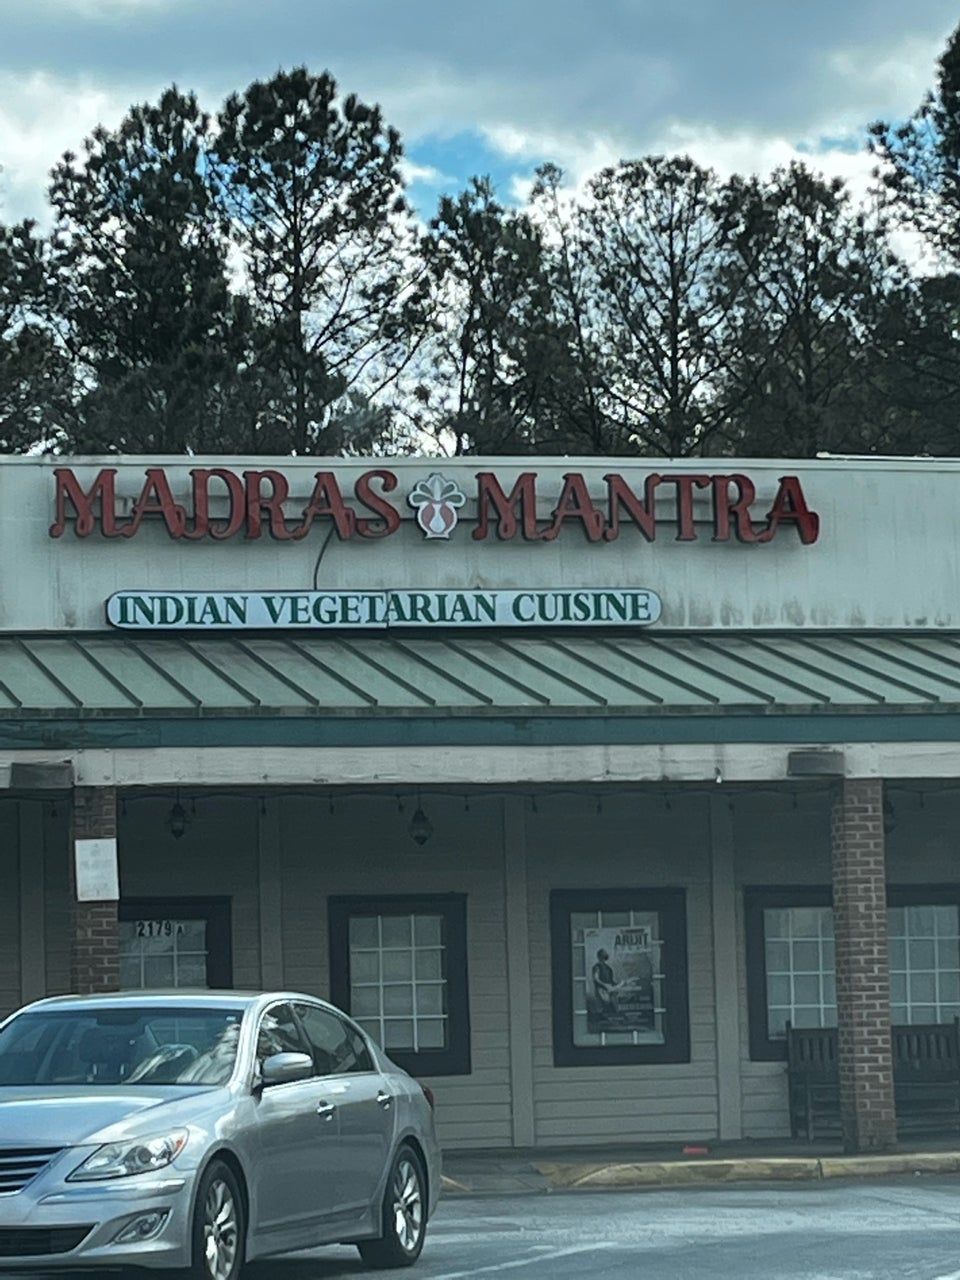 MADRAS MANTRA
INDIAN VEGETARIAN CUISINE
2179 A
ARIJIT